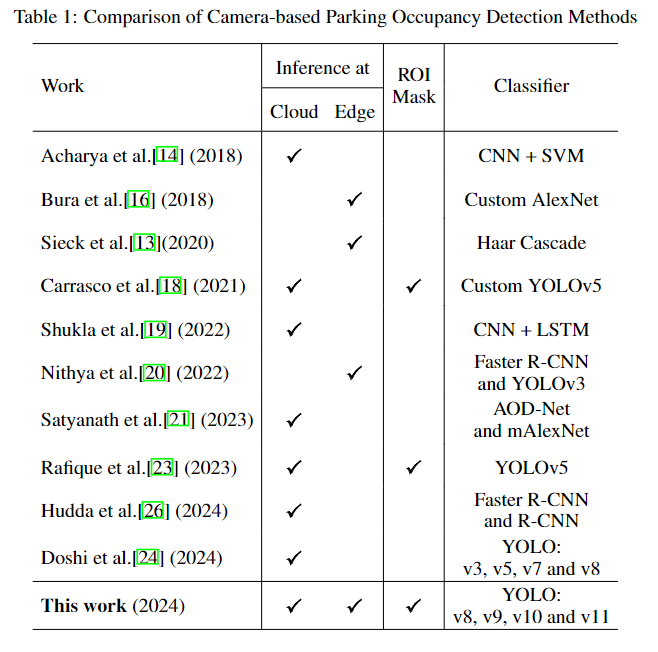 Table 1: Comparison of Camera-based Parking Occupancy Detection Methods
Work Inference at ROI Mask Classifier
Cloud Edge
Acharya et al.[14] (2018) ✓ CNN + SVM
Bura et al.[16] (2018) ✓ Custom AlexNet
Sieck et al.[13](2020) ✓ Haar Cascade
Carrasco et al.[18] (2021) ✓ ✓ Custom YOLOv5
Shukla et al.[19] (2022) ✓ CNN + LSTM
Nithya et al.[20] (2022) ✓ Faster R-CNN
and YOLOv3
Satyanath et al.[21] (2023) ✓ AOD-Net
and mAlexNet
Rafique et al.[23] (2023) ✓ ✓ YOLOv5
Hudda et al.[26] (2024) ✓ Faster R-CNN
and R-CNN
Doshi et al.[24] (2024) ✓ YOLO:
v3, v5, v7 and v8
This work (2024) ✓ ✓ ✓ YOLO:
v8, v9, v10 and v11